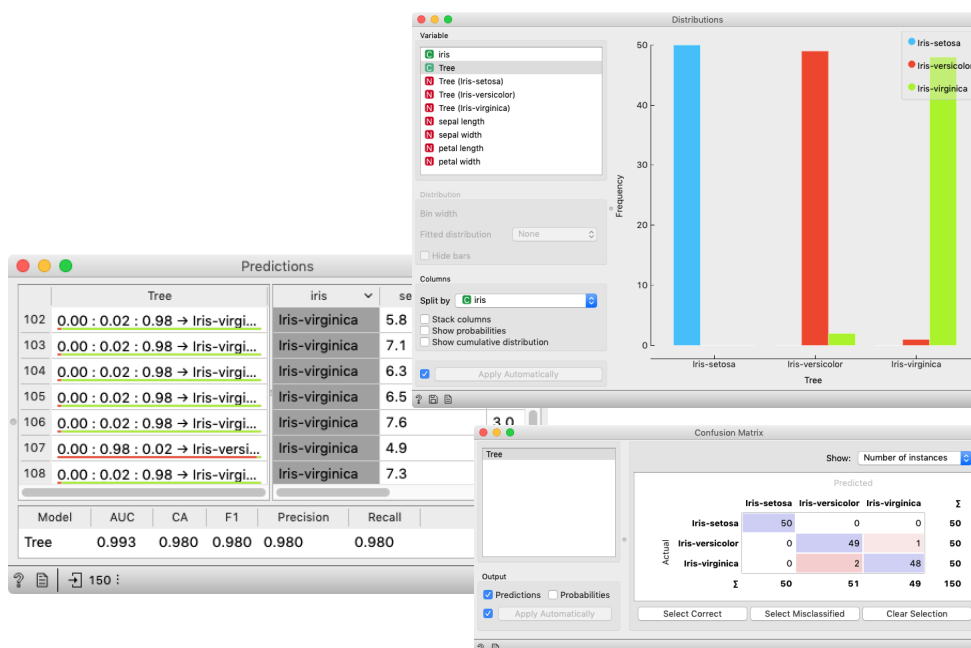 Distributions
Variable
C iris
C Tree
N Tree (Iris-setosa)
N Tree (Iris-versicolor)
N Tree (Iris-virginica)
N sepal length
N sepal width
N petal length
N petal width
Distribution
Bin width
Fitted distribution None
Hide bars
Columns
Split by C iris
Stack columns
Show probabilities
Show cumulative distribution
Apply Automatically
?
Frequency
50
40
30
20
10
0
Iris-setosa Iris-versicolor Iris-virginica
Tree
Iris-setosa
Iris-versicolor
Iris-virginica
Predictions
Tree iris se
102 0.00 : 0.02 : 0.98 → Iris-virgi... Iris-virginica 5.8
103 0.00 : 0.02 : 0.98 → Iris-virgi... Iris-virginica 7.1
104 0.00 : 0.02 : 0.98 → Iris-virgi... Iris-virginica 6.3
105 0.00 : 0.02 : 0.98 → Iris-virgi... Iris-virginica 6.5
106 0.00 : 0.02 : 0.98 → Iris-virgi... Iris-virginica 7.6 3.0
107 0.00 : 0.98 : 0.02 → Iris-versi... Iris-virginica 4.9
108 0.00 : 0.02 : 0.98 → Iris-virgi... Iris-virginica 7.3
Model AUC CA F1 Precision Recall
Tree 0.993 0.980 0.980 0.980 0.980
? 150
Confusion Matrix
Tree
Output
Predictions Probabilities
Apply Automatically
Show: Number of instances
Predicted
Iris-setosa Iris-versicolor Iris-virginica Σ
Actual
Iris-setosa 50 0 0 50
Iris-versicolor 0 49 1 50
Iris-virginica 0 2 48 50
Σ 50 51 49 150
Select Correct Select Misclassified Clear Selection
?